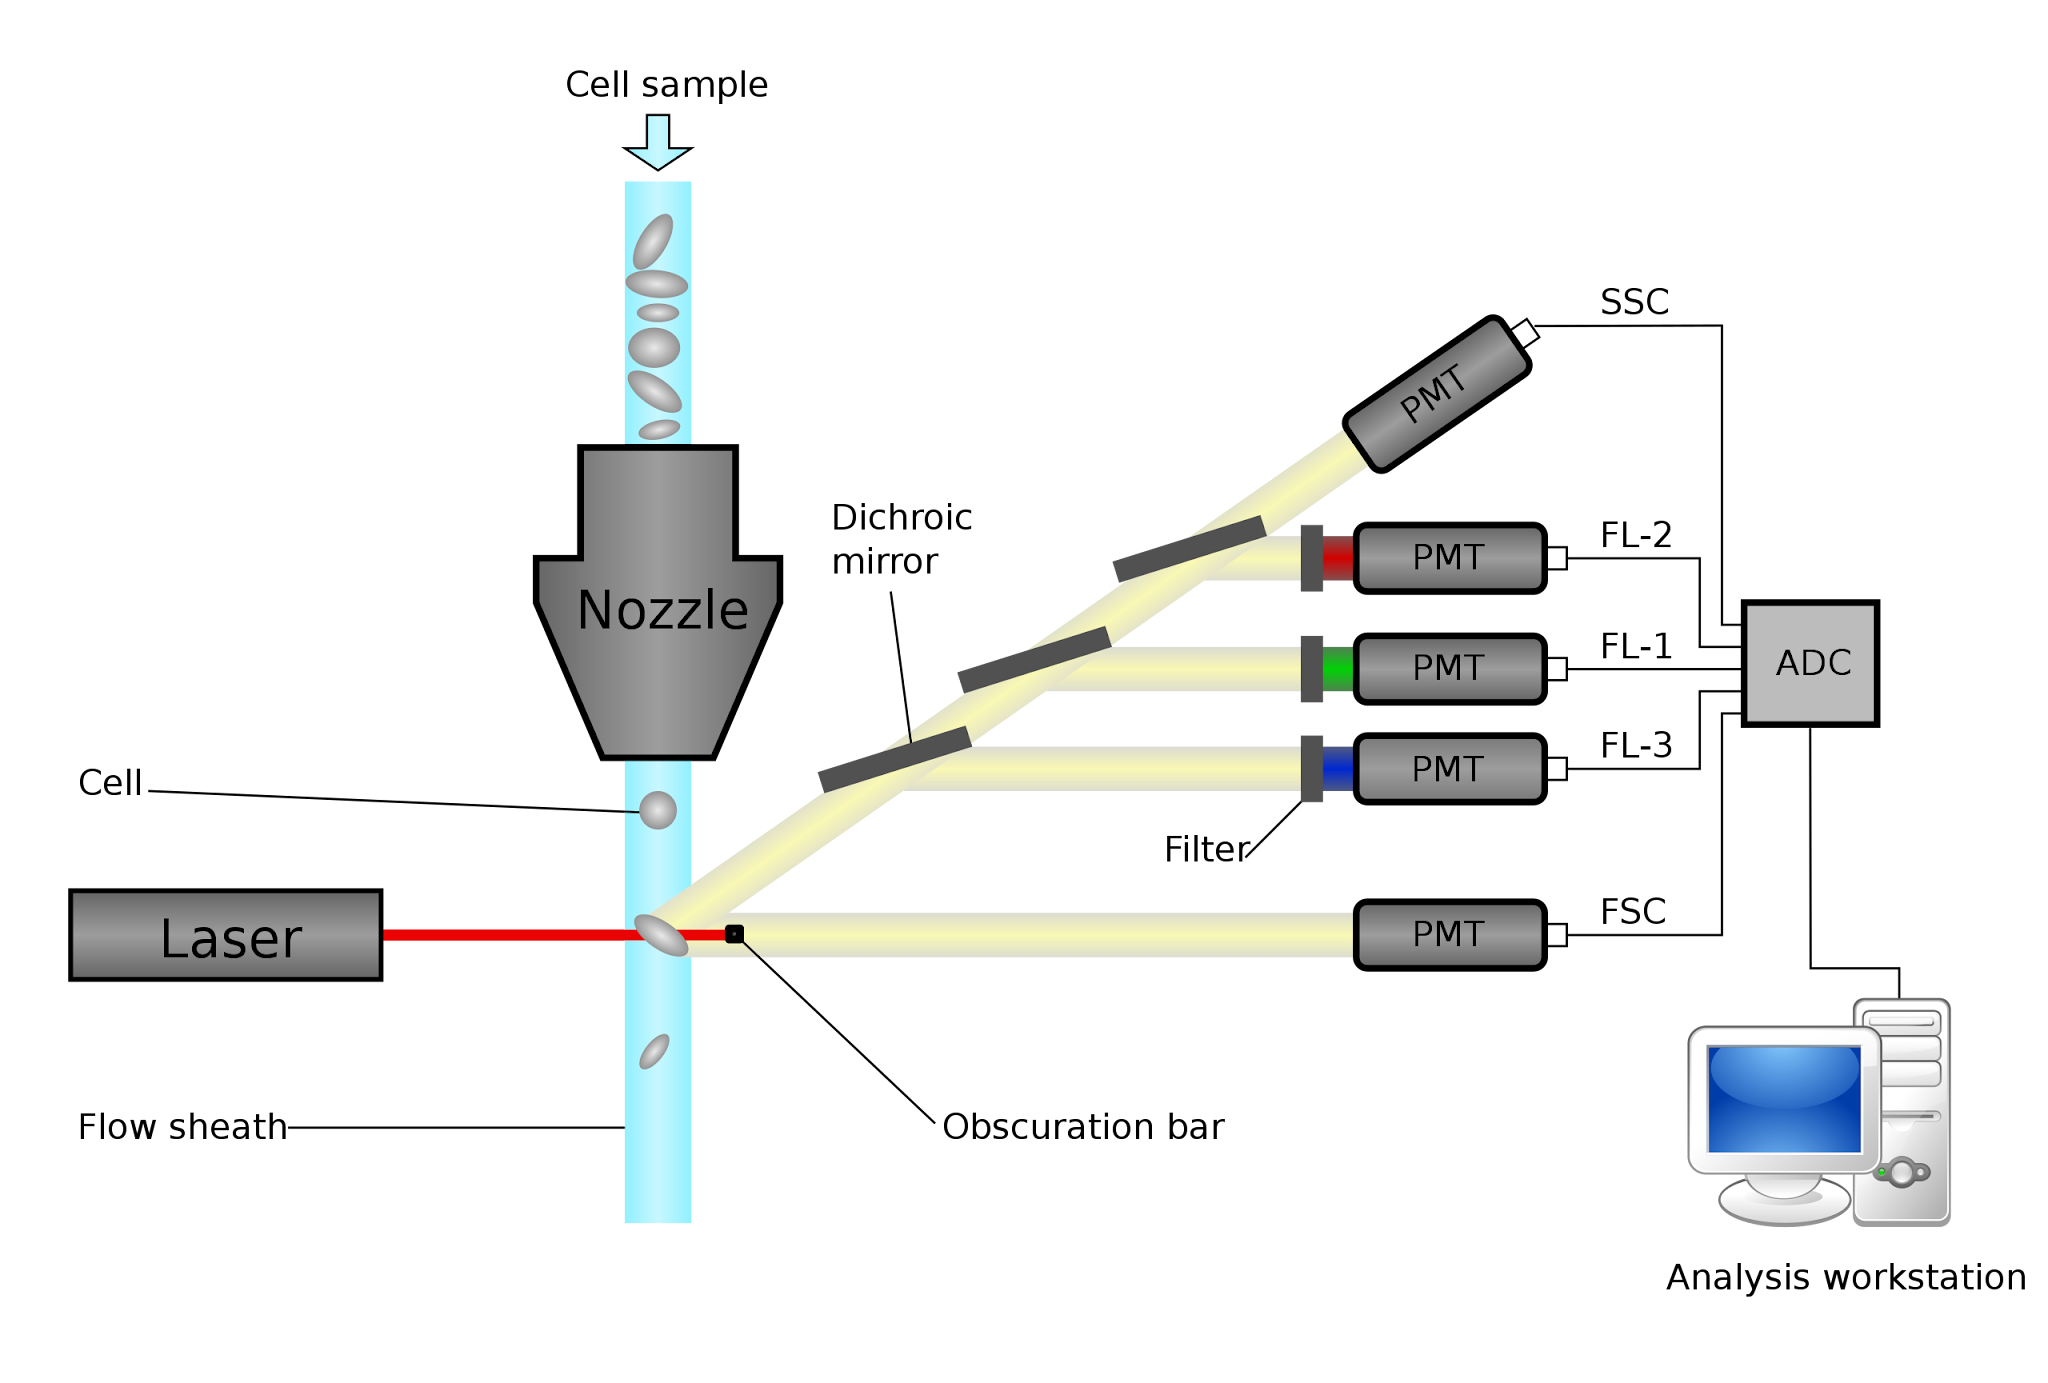 Cell sample
SSC
PMT
Dichroic
mirror
FL-2
PMT
Nozzle
FL-1
PMT
ADC
FL-3
PMT
Cell
Filter
Laser
FSC
PMT
Flow sheath
Obscuration bar
Analysis workstation